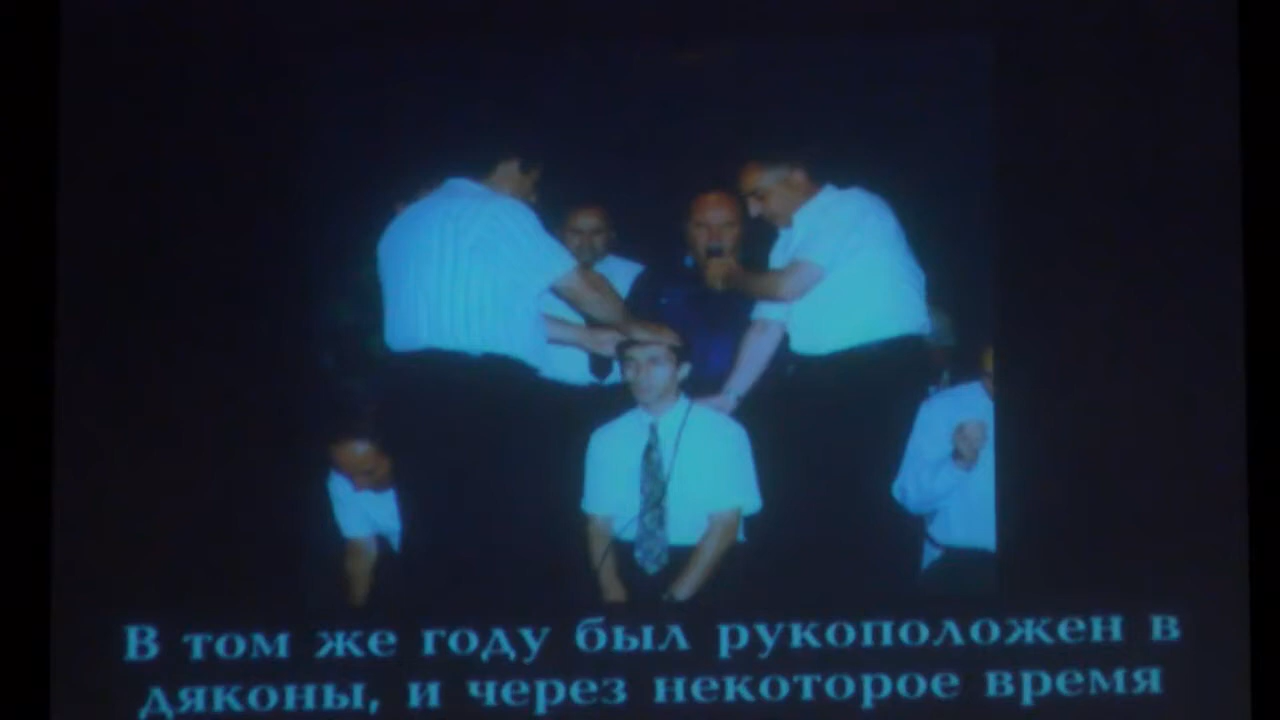 В том же году был рукоположен в
дяконы, и через некоторое время